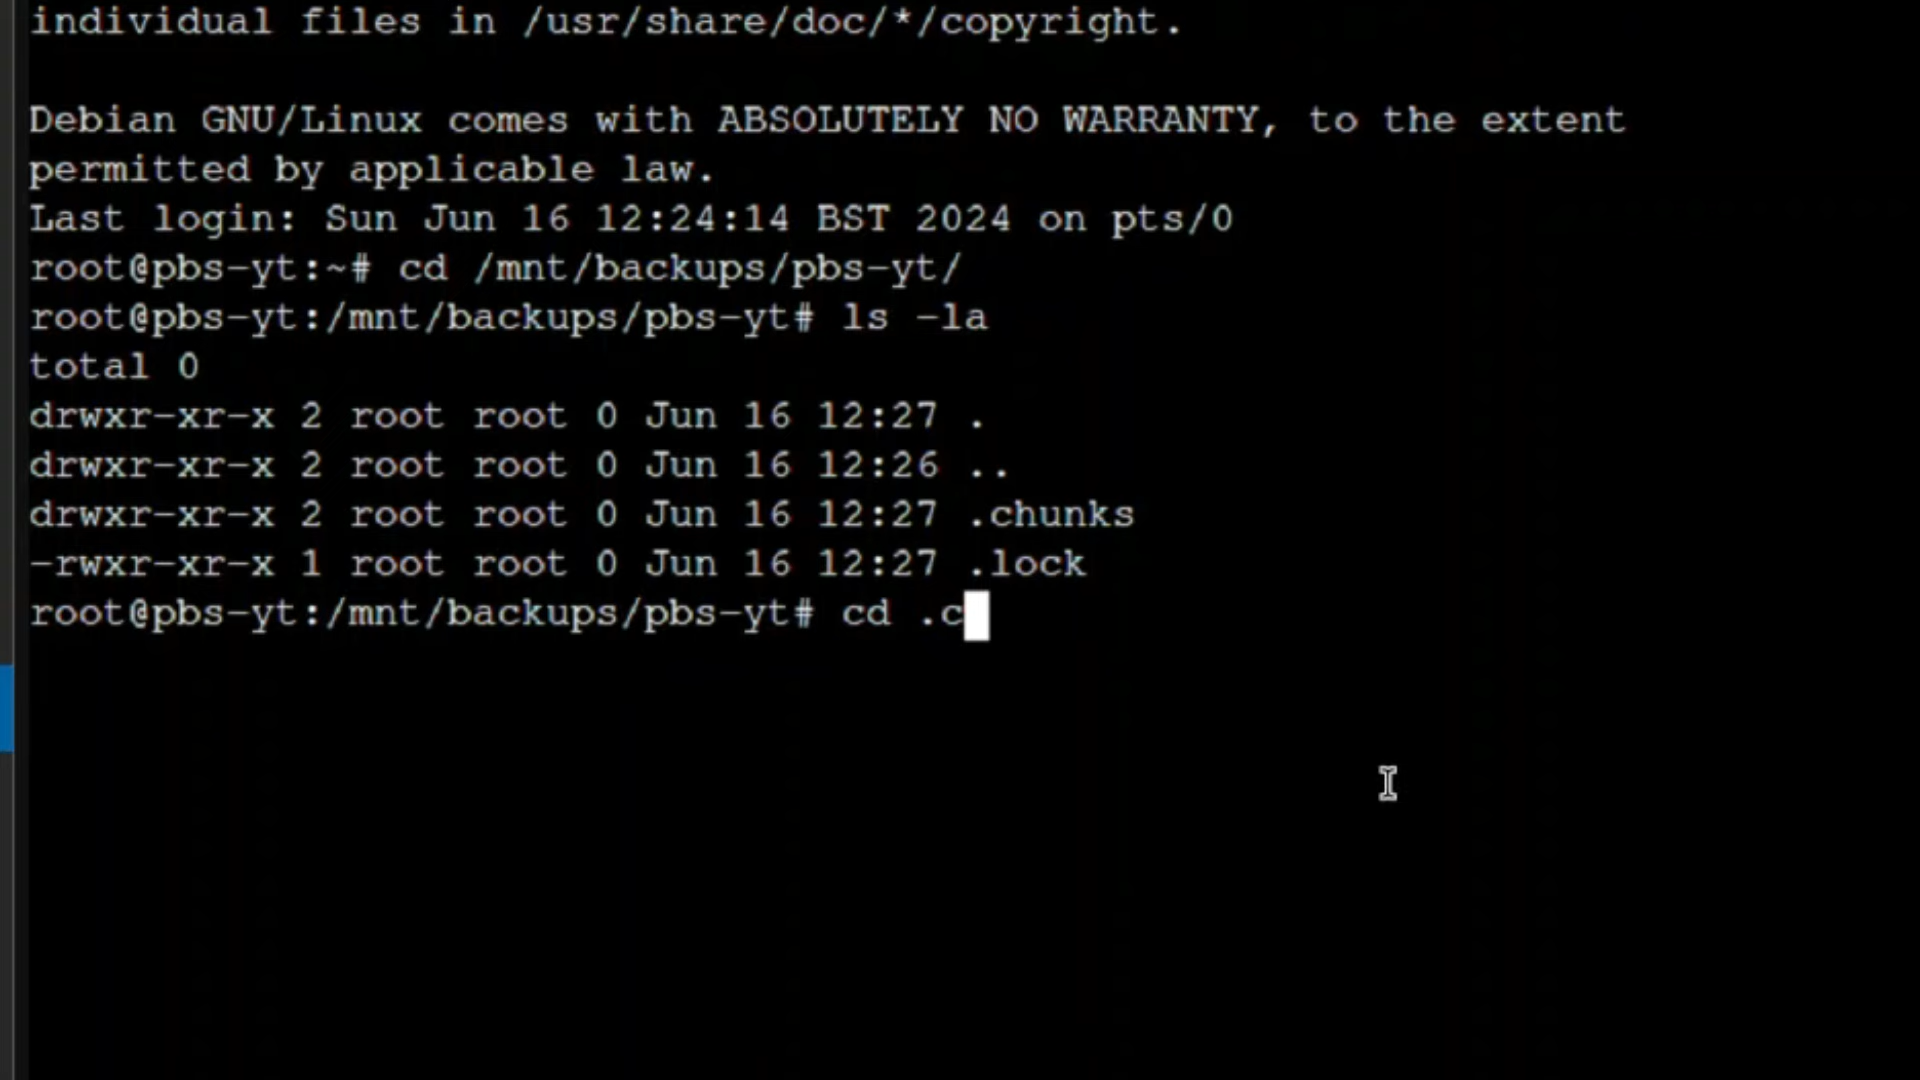 individual files in /usr/share/doc/*/copyright.
Debian GNU/Linux comes with ABSOLUTELY NO WARRANTY, to the extent
permitted by applicable law.
Last login: Sun Jun 16 12:24:14 BST 2024 on pts/0
root@pbs-yt:~# cd /mnt/backups/pbs-yt/
root@pbs-yt:/mnt/backups/pbs-yt# ls -la
total 0
drwxr-xr-x 2 root root 0 Jun 16 12:27 .
drwxr-xr-x 2 root root 0 Jun 16 12:26 ..
drwxr-xr-x 2 root root 0 Jun 16 12:27 .chunks
-rwxr-xr-x 1 root root 0 Jun 16 12:27 .lock
root@pbs-yt:/mnt/backups/pbs-yt# cd .c